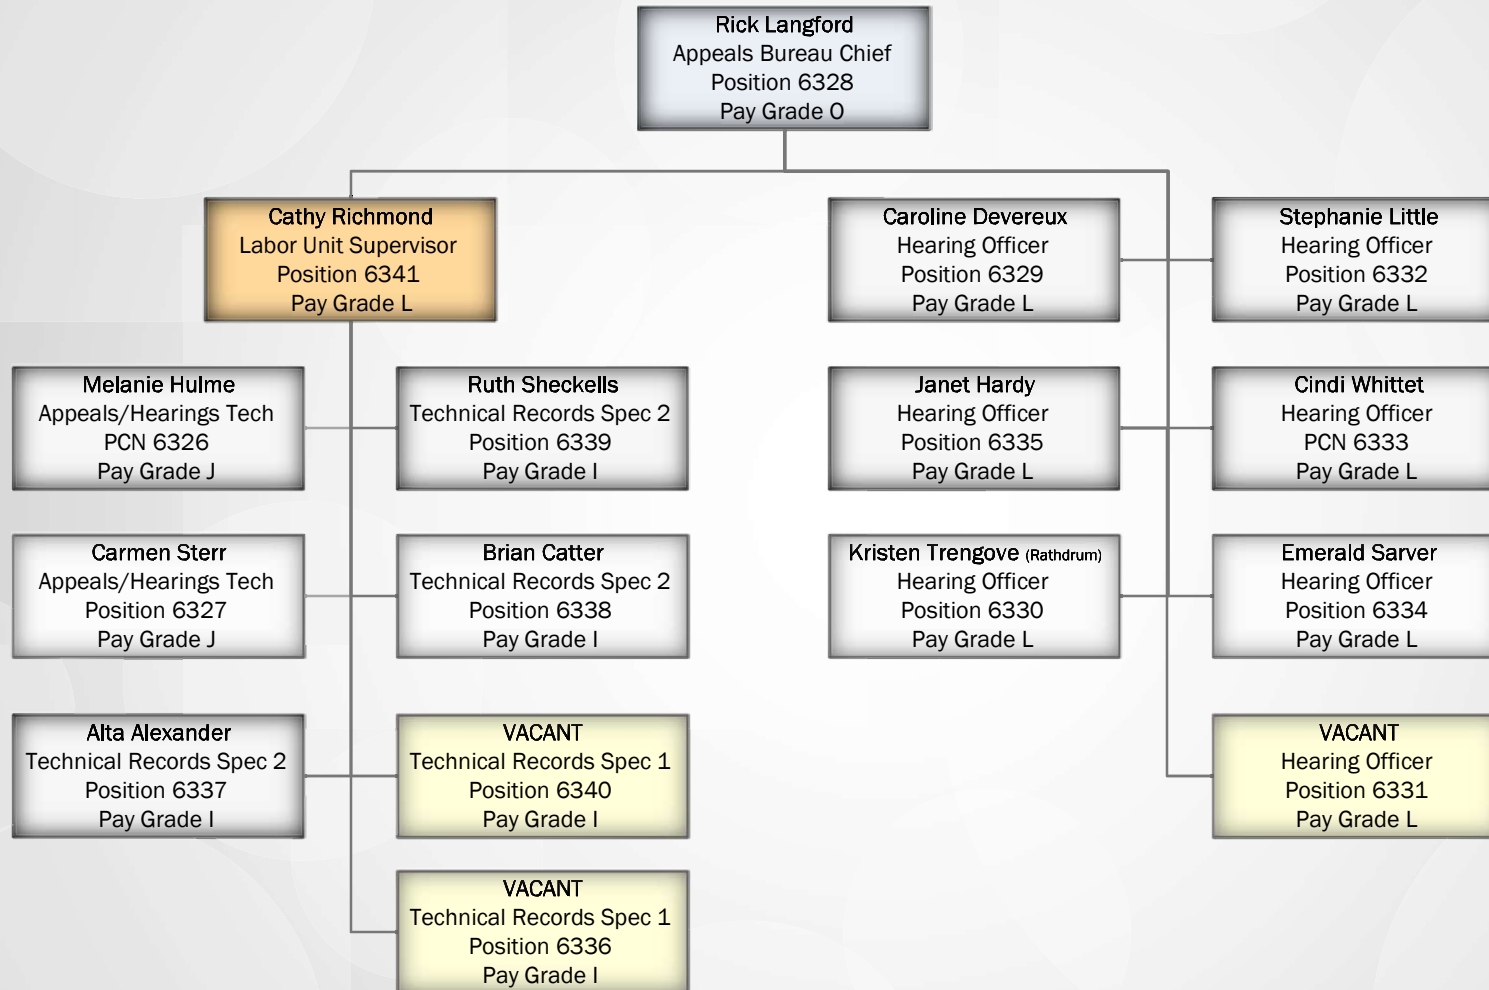 Rick Langford
Appeals Bureau Chief
Position 6328
Pay Grade O
Cathy Richmond
Labor Unit Supervisor
Position 6341
Pay Grade L
Caroline Devereux
Hearing Officer
Position 6329
Pay Grade L
Stephanie Little
Hearing Officer
Position 6332
Pay Grade L
Melanie Hulme
Appeals/Hearings Tech
PCN 6326
Pay Grade J
Ruth Sheckells
Technical Records Spec 2
Position 6339
Pay Grade I
Janet Hardy
Hearing Officer
Position 6335
Pay Grade L
Cindi Whittet
Hearing Officer
PCN 6333
Pay Grade L
Carmen Sterr
Appeals/Hearings Tech
Position 6327
Pay Grade J
Brian Catter
Technical Records Spec 2
Position 6338
Pay Grade I
Kristen Trengove (Rathdrum)
Hearing Officer
Position 6330
Pay Grade L
Emerald Sarver
Hearing Officer
Position 6334
Pay Grade L
Alta Alexander
Technical Records Spec 2
Position 6337
Pay Grade I
VACANT
Technical Records Spec 1
Position 6340
Pay Grade I
VACANT
Hearing Officer
Position 6331
Pay Grade L
VACANT
Technical Records Spec 1
Position 6336
Pay Grade I